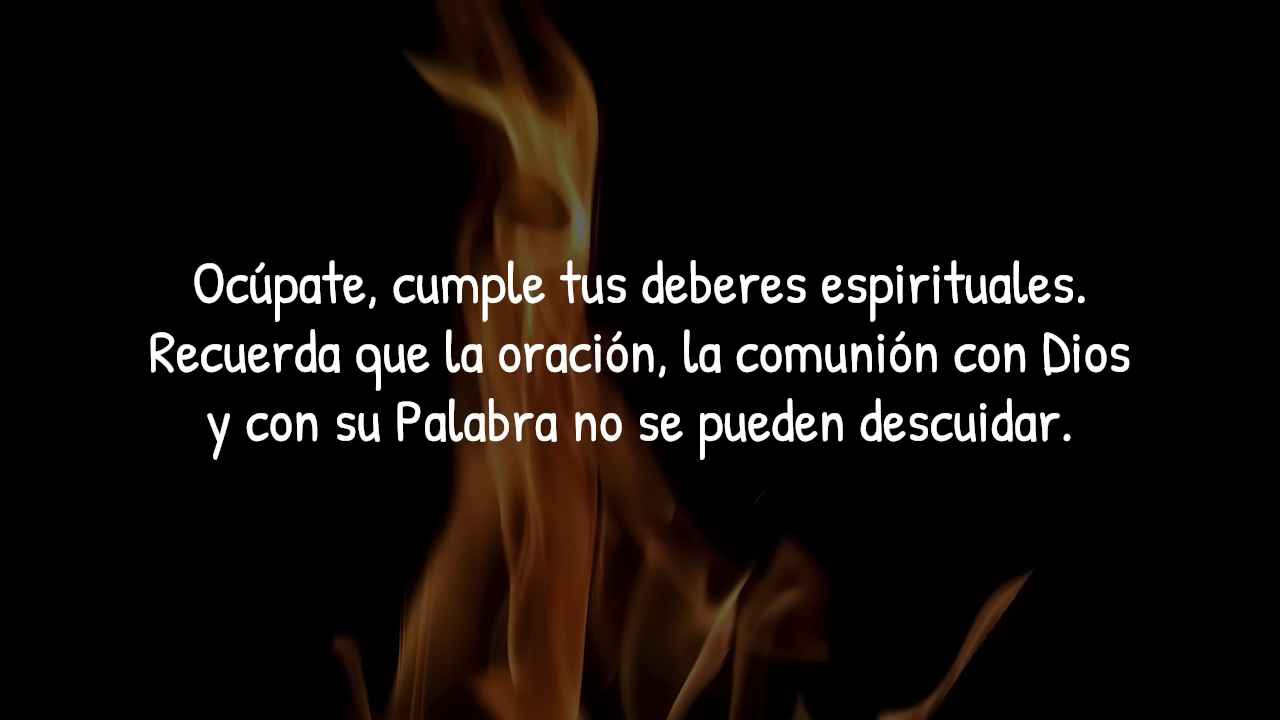 Ocúpate, cumple tus deberes espirituales.
Recuerda que la oración, la comunión con Dios
y con su Palabra no se pueden descuidar.